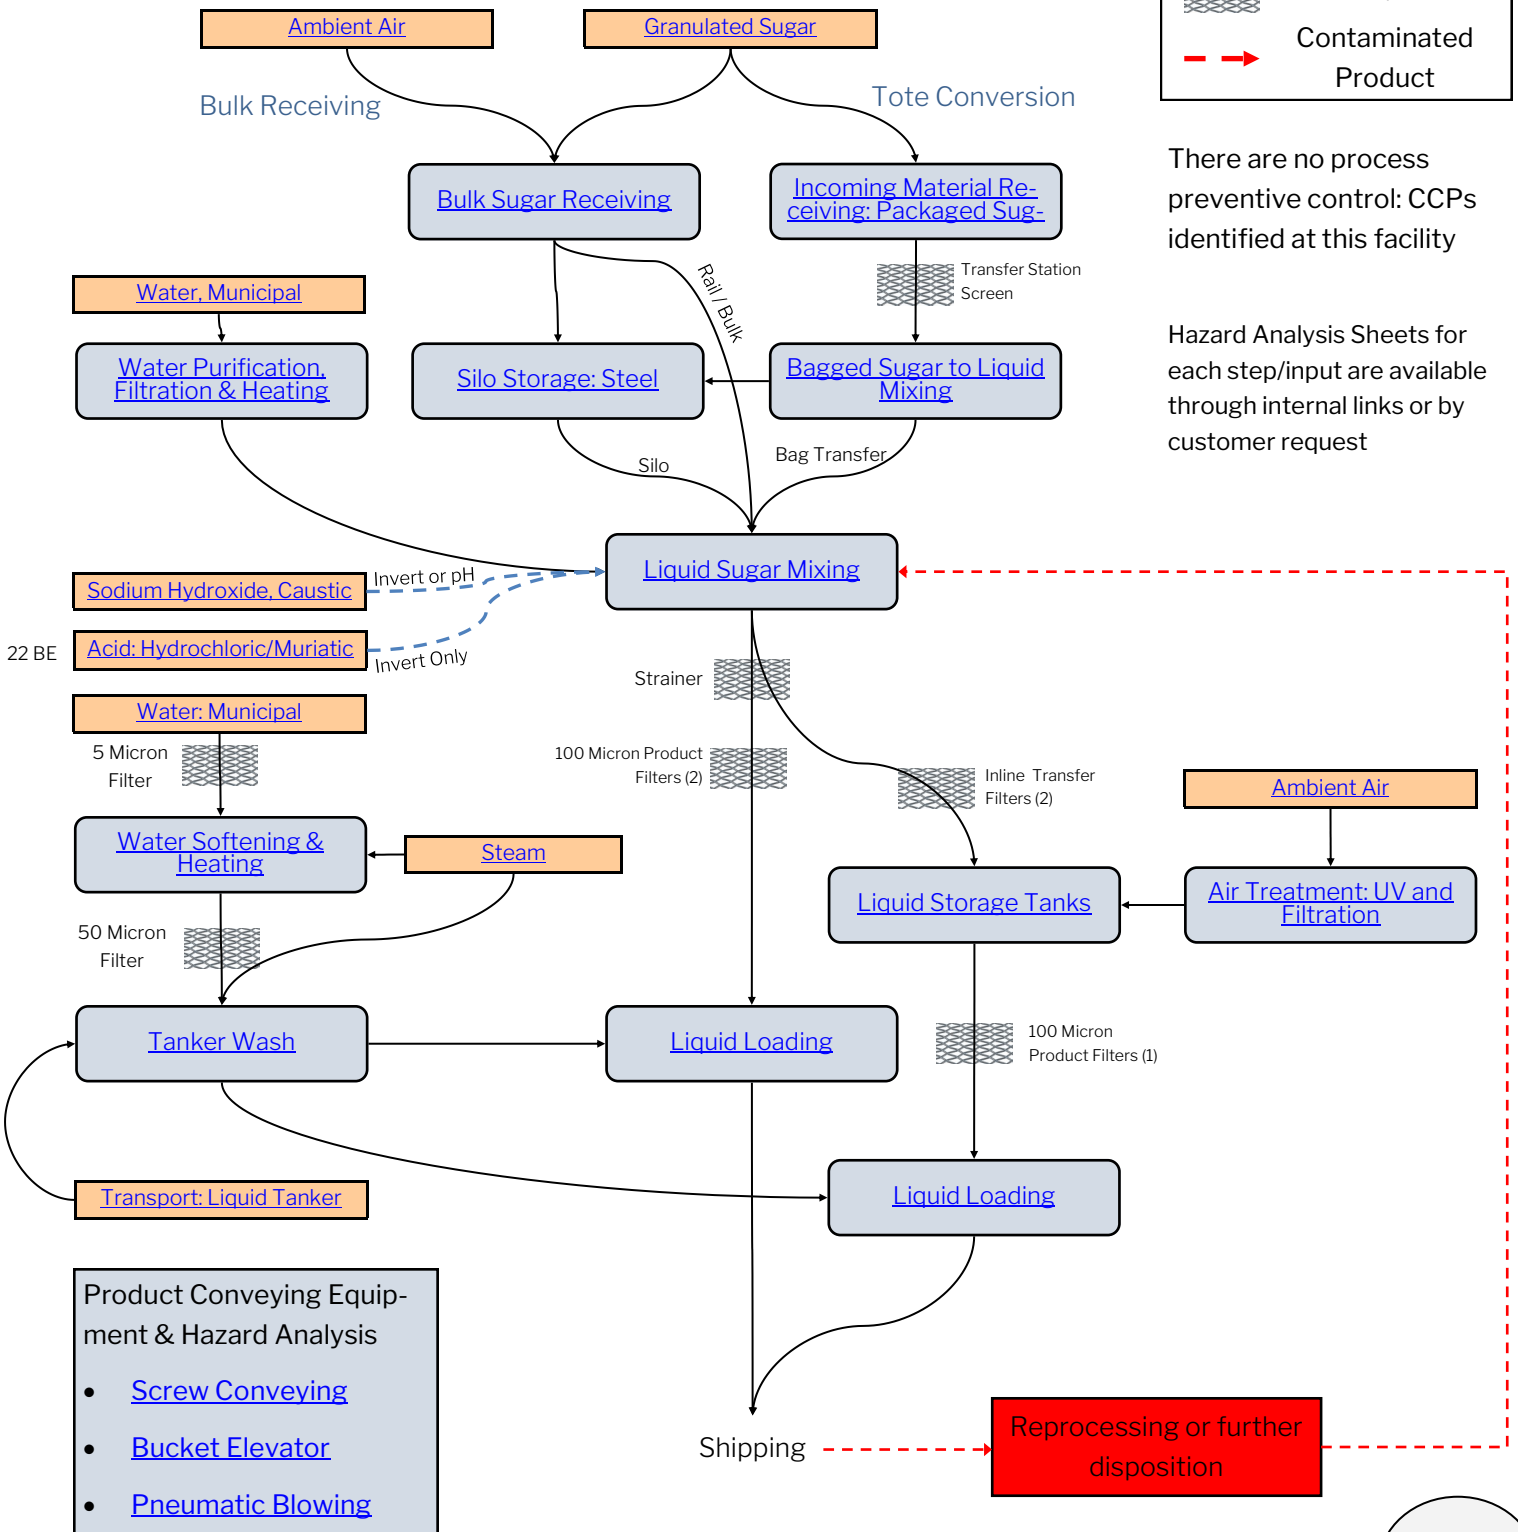 Ambient Air
Granulated Sugar
Contaminated
Product
Bulk Receiving
Tote Conversion
There are no process
preventive control: CCPs
identified at this facility
Bulk Sugar Receiving
Incoming Material Re-
ceiving: Packaged Sug-
Rail / Bulk
Transfer Station
Screen
Water, Municipal
Hazard Analysis Sheets for
each step/input are available
through internal links or by
customer request
Water Purification,
Filtration & Heating
Silo Storage: Steel
Bagged Sugar to Liquid
Mixing
Silo
Bag Transfer
Liquid Sugar Mixing
Sodium Hydroxide, Caustic
Invert or pH
22 BE
Acid: Hydrochloric/Muriatic
Invert Only
Strainer
Water: Municipal
5 Micron
Filter
100 Micron Product
Filters (2)
Inline Transfer
Filters (2)
Ambient Air
Water Softening &
Heating
Steam
Liquid Storage Tanks
Air Treatment: UV and
Filtration
50 Micron
Filter
Tanker Wash
Liquid Loading
100 Micron
Product Filters (1)
Transport: Liquid Tanker
Liquid Loading
Product Conveying Equip-
ment & Hazard Analysis
• Screw Conveying
• Bucket Elevator
• Pneumatic Blowing
Shipping
Reprocessing or further
disposition